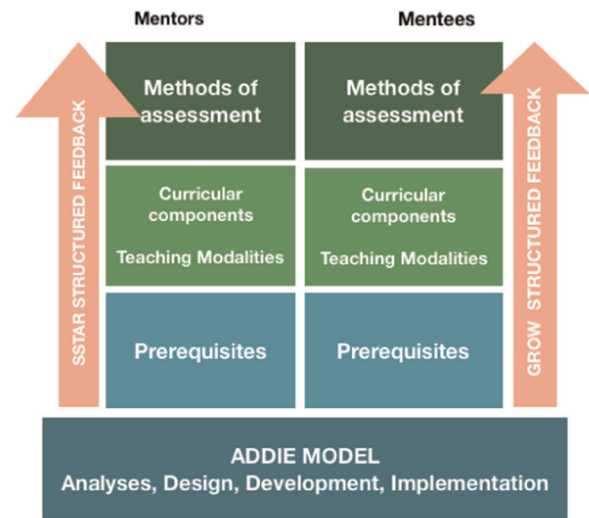 Mentors
Mentees
Methods of
assessment
Methods of
assessment
Curricular
components
Teaching Modalities
Curricular
components
Teaching Modalities
Prerequisites
Prerequisites
SSTAR STRUCTURED FEEDBACK
GROW STRUCTURED FEEDBACK
ADDIE MODEL
Analyses, Design, Development, Implementation